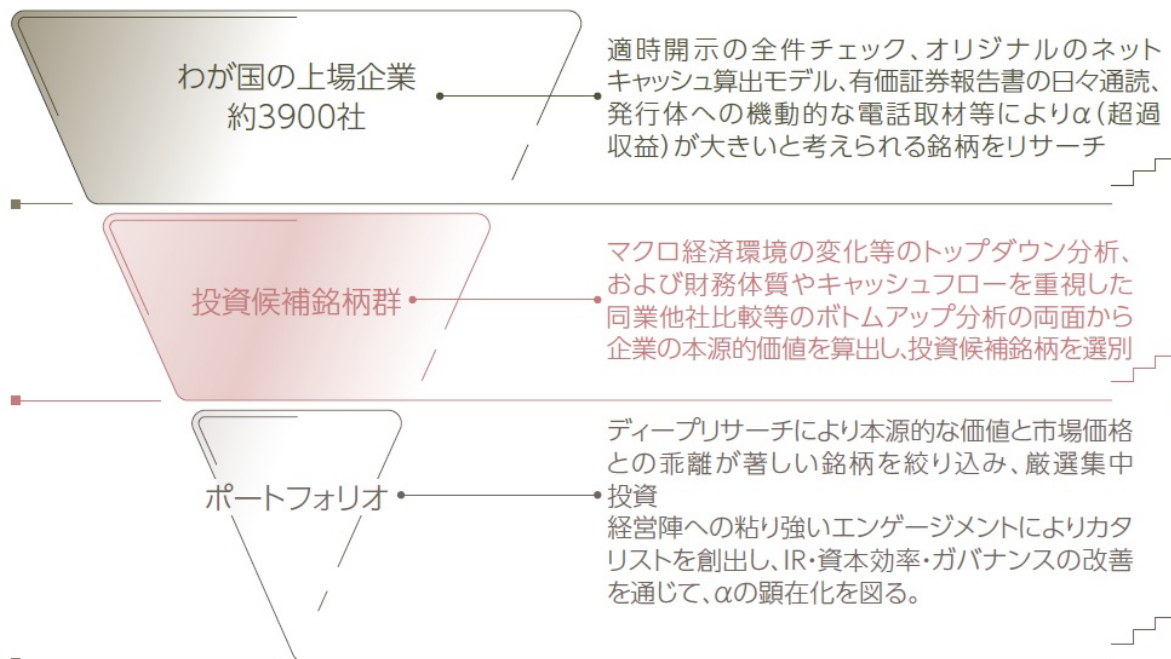 わが国の上場企業
約3900社
適時開示の全件チェック、オリジナルのネット
キャッシュ算出モデル、有価証券報告書の日々通読、
発行体への機動的な電話取材等によりα(超過
収益)が大きいと考えられる銘柄をリサーチ
投資候補銘柄群
マクロ経済環境の変化等のトップダウン分析、
および財務体質やキャッシュフローを重視した
同業他社比較等のボトムアップ分析の両面から
企業の本源的価値を算出し、投資候補銘柄を選別
ポートフォリオ
ディープリサーチにより本源的な価値と市場価格
との乖離が著しい銘柄を絞り込み、厳選集中
投資
経営陣への粘り強いエンゲージメントによりカタ
リストを創出し、IR・資本効率・ガバナンスの改善
を通じて、αの顕在化を図る。